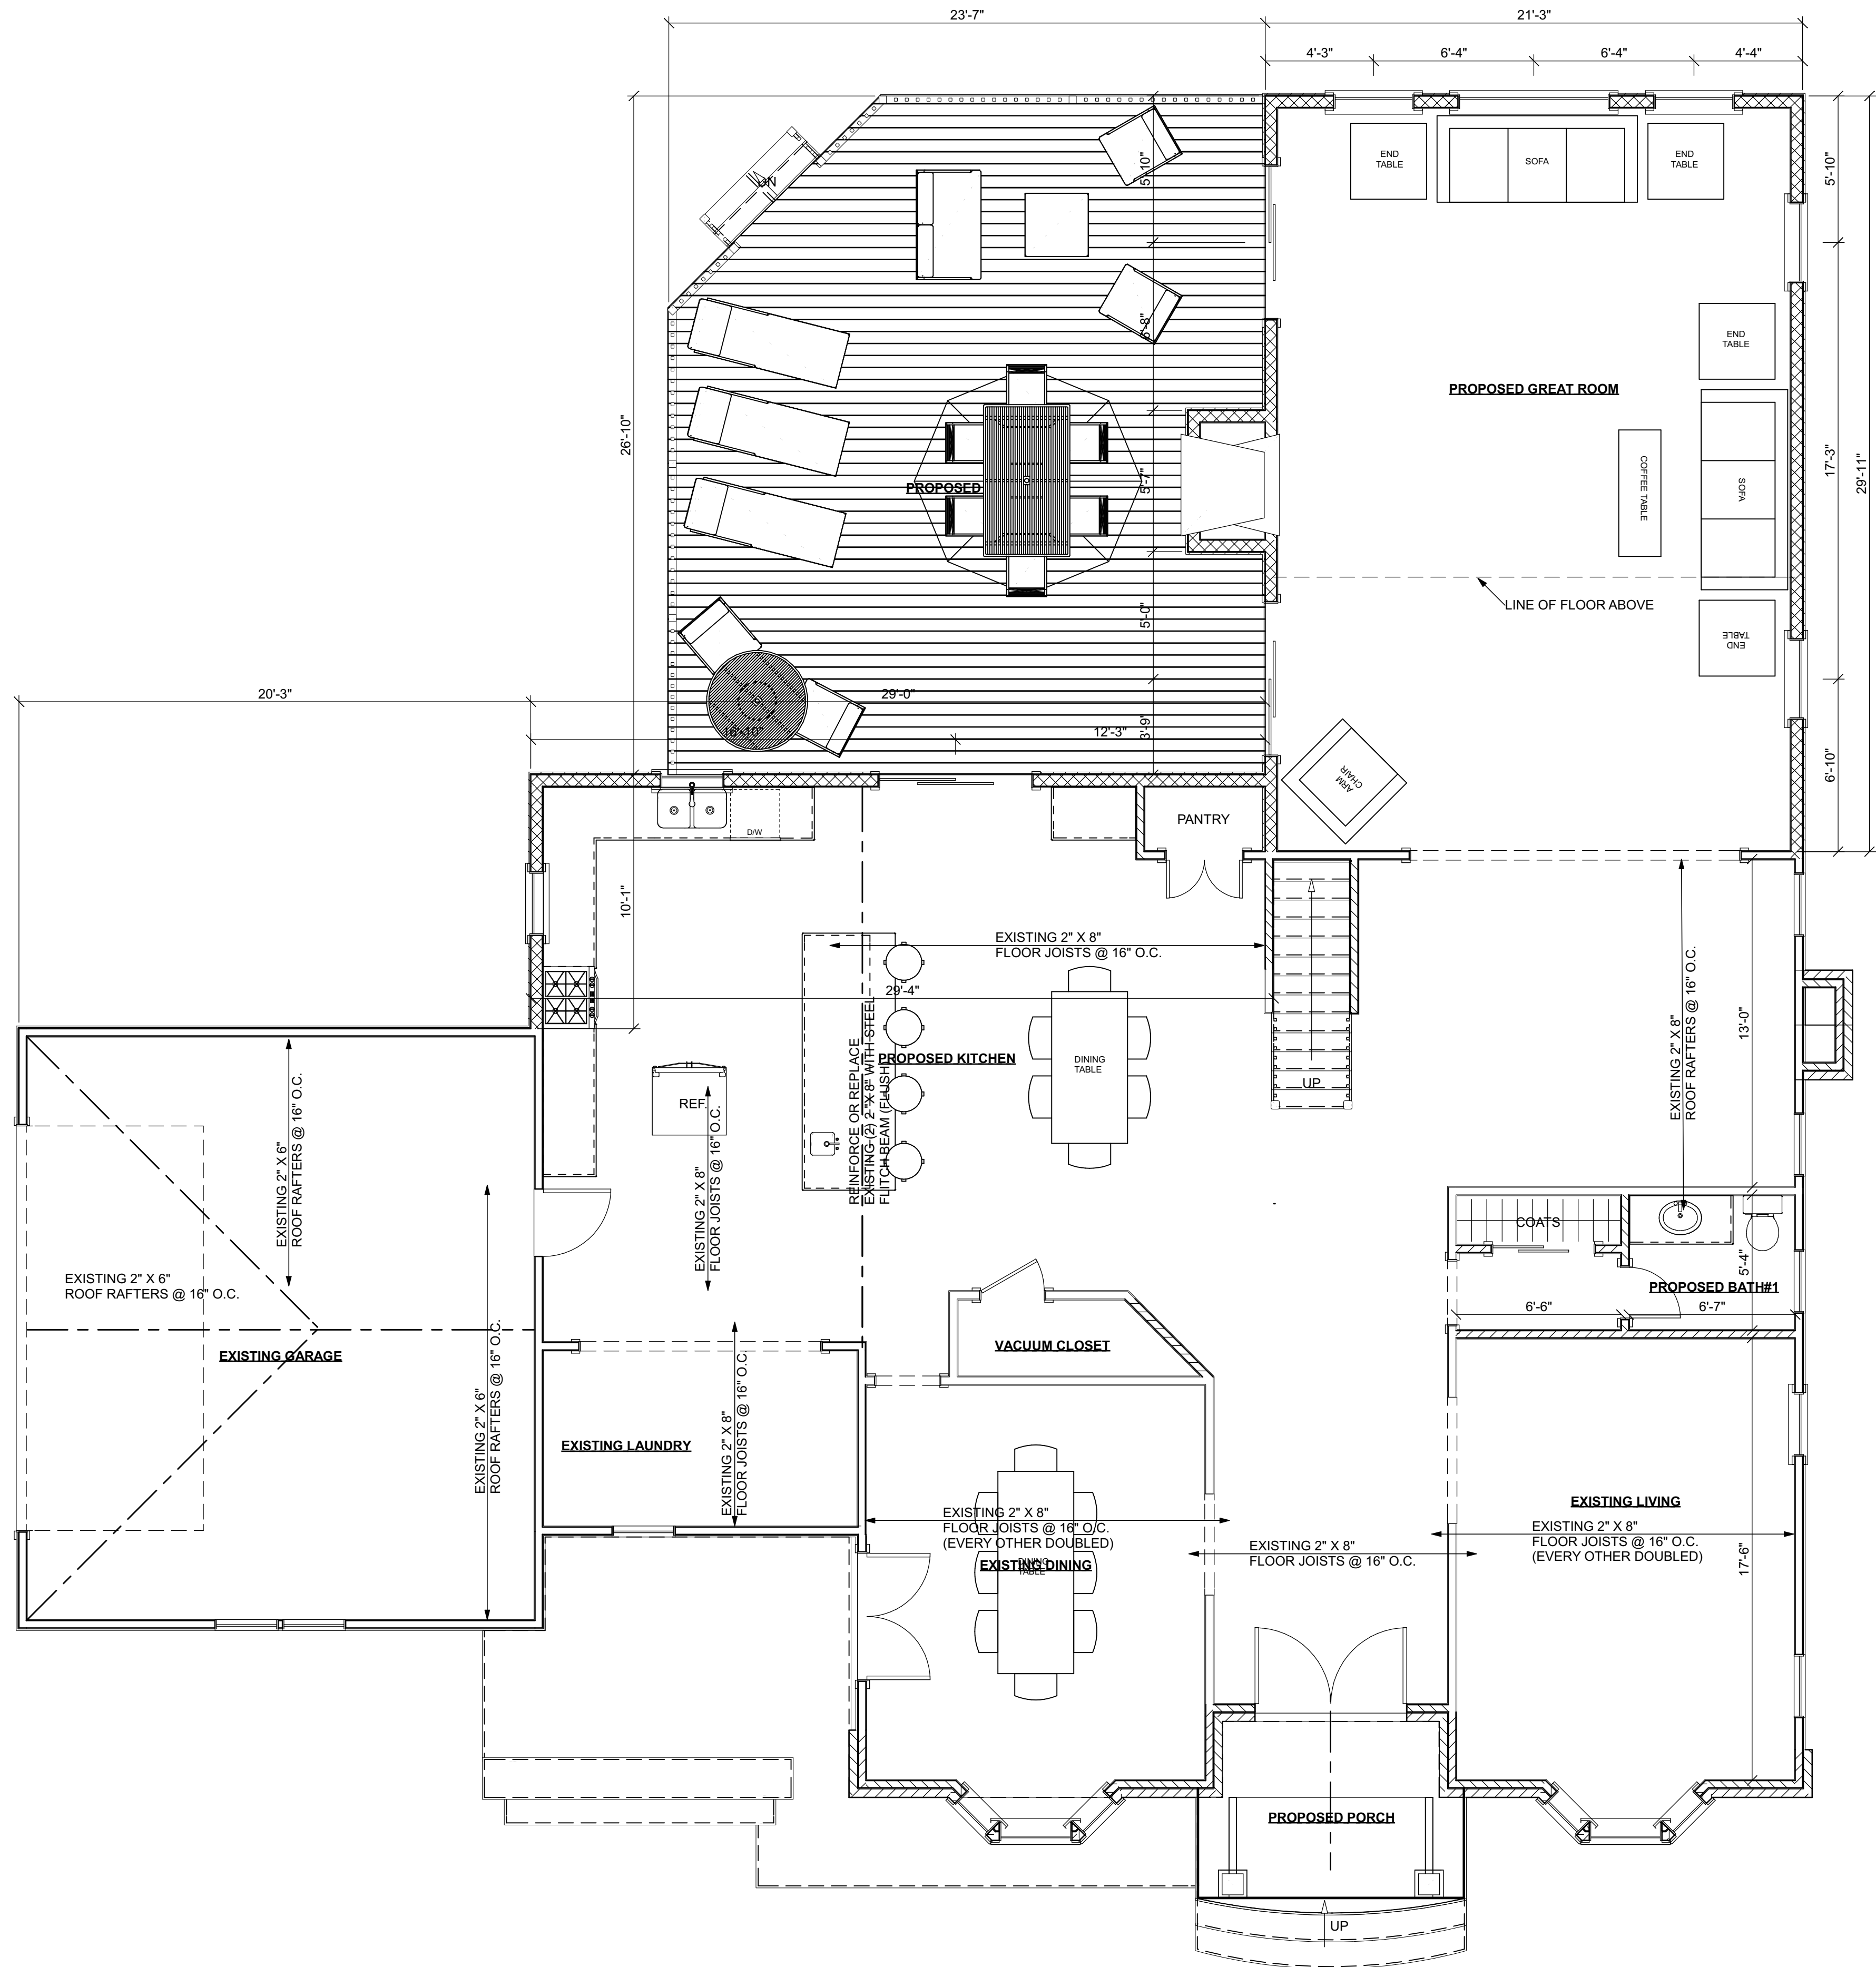 23'-7"
21'-3"
4'-3"
6'-4"
6'-4"
4'-4"
END
TABLE
SOFA
END
TABLE
5'-10"
5'-10"
DN
END
TABLE
6'-8"
PROPOSED GREAT ROOM
26'-10"
17'-3"
29'-11"
COFFEE TABLE
SOFA
5'-7"
PROPOSED
LINE OF FLOOR ABOVE
5'-0"
END
TABLE
20'-3"
29'-0"
16'-10"
12'-3"
3'-9"
6'-10"
ARM
CHAIR
D/W
PANTRY
10'-1"
EXISTING 2" X 8"
FLOOR JOISTS @ 16" O.C.
29'-4"
EXISTING 2" X 8"
ROOF RAFTERS @ 16" O.C.
13'-0"
REINFORCE OR REPLACE
EXISTING (2) 2 "X 8" WITH STEEL
FLITCH BEAM (FLUSH)
PROPOSED KITCHEN
DINING
TABLE
UP
REF.
EXISTING 2" X 8"
FLOOR JOISTS @ 16" O.C.
EXISTING 2" X 6"
ROOF RAFTERS @ 16" O.C.
EXISTING 2" X 6"
ROOF RAFTERS @ 16" O.C.
COATS
5'-4"
PROPOSED BATH#1
6'-6"
6'-7"
EXISTING GARAGE
VACUUM CLOSET
EXISTING 2" X 6"
ROOF RAFTERS @ 16" O.C.
EXISTING 2" X 8"
FLOOR JOISTS @ 16" O.C.
EXISTING LAUNDRY
EXISTING 2" X 8"
FLOOR JOISTS @ 16" O.C.
(EVERY OTHER DOUBLED)
EXISTING DINING
DINING
TABLE
EXISTING 2" X 8"
FLOOR JOISTS @ 16" O.C.
EXISTING LIVING
EXISTING 2" X 8"
FLOOR JOISTS @ 16" O.C.
(EVERY OTHER DOUBLED)
17'-6"
PROPOSED PORCH
UP